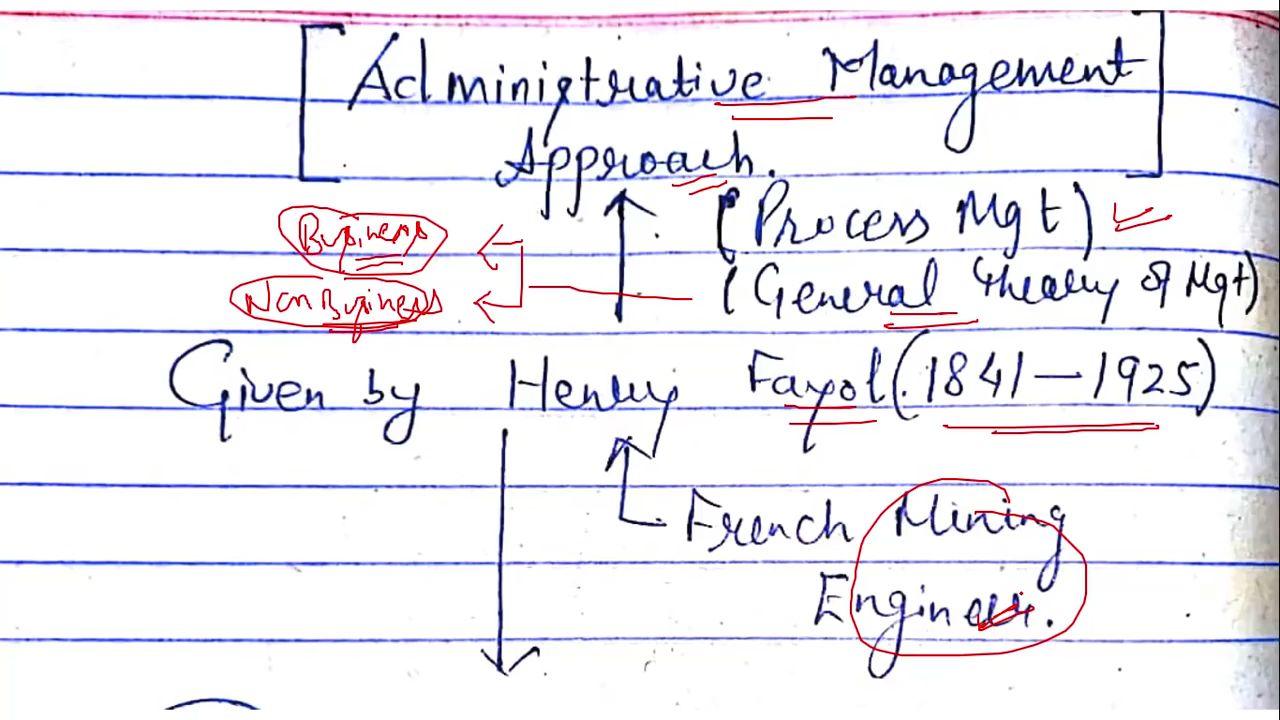 Administrative Management
Approach.
(Process Mgt)
Business
(General Theory of Mgt)
Non Business
Given by Henry Fayol (1841-1925)
French Mining
Engineer.